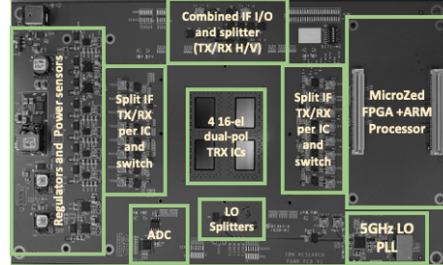 Combined IF I/O
and splitter
(TX/RX H/V)
Regulators and Power sensors
Split IF
TX/RX
per IC
and
switch
4 16-el
dual-pol
TRX ICs
Split IF
TX/RX
per IC
and
switch
MicroZed
FPGA +ARM
Processor
ADC
LO
Splitters
5GHz LO
PLL
IBM RESEARCH